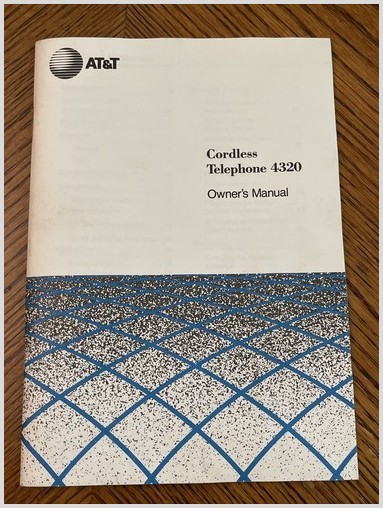 AT&T
Cordless
Telephone 4320
Owner's Manual